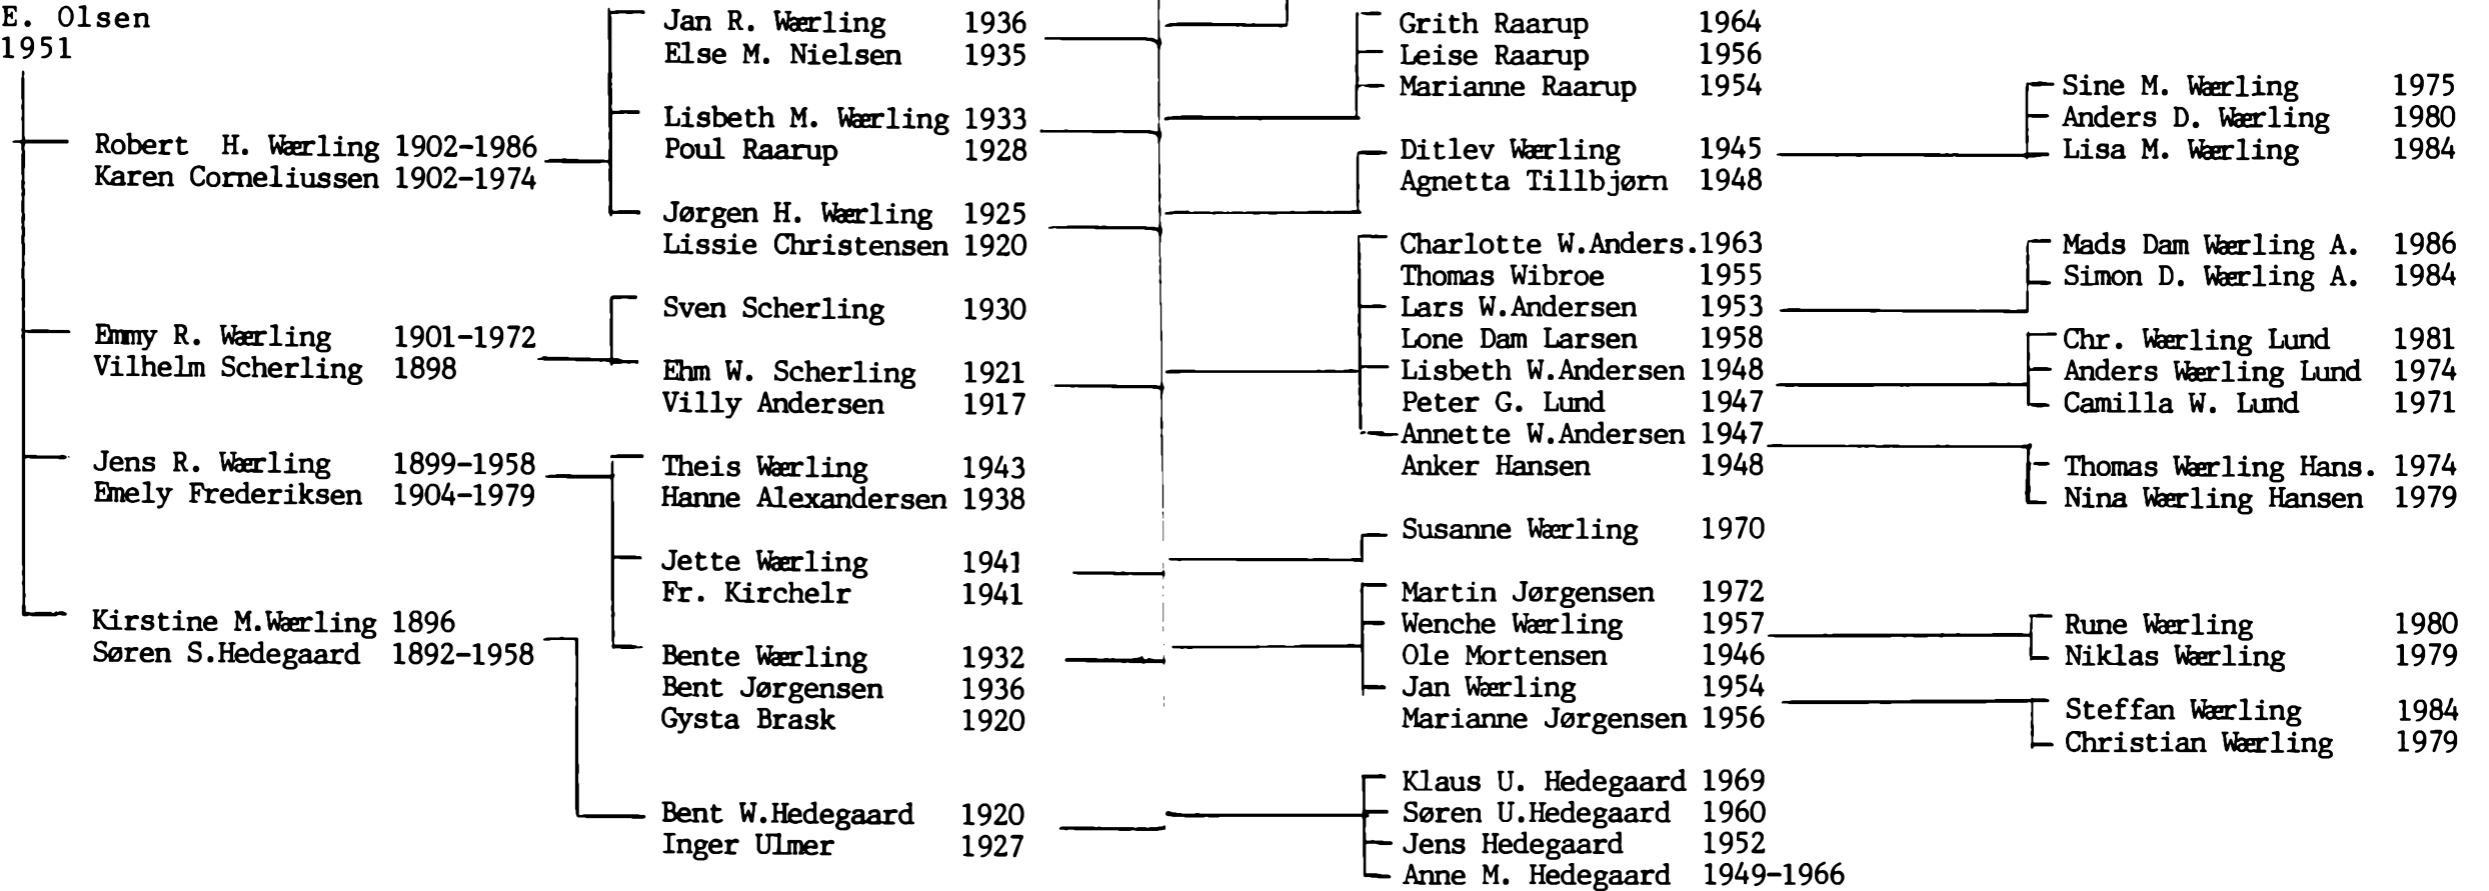 E. Olsen
1951
Robert H. Wærling 1902-1986
Karen Corneliussen 1902-1974
Emmy R. Wærling 1901-1972
Vilhelm Scherling 1898
Jens R. Wærling 1899-1958
Emely Frederiksen 1904-1979
Kirstine M.Wærling 1896
Søren S.Hedegaard 1892-1958
Jan R. Wærling 1936
Else M. Nielsen 1935
Lisbeth M. Wærling 1933
Poul Raarup 1928
Jørgen H. Wærling 1925
Lissie Christensen 1920
Sven Scherling 1930
Ehm W. Scherling 1921
Villy Andersen 1917
Theis Wærling 1943
Hanne Alexandersen 1938
Jette Wærling 1941
Fr. Kirchelr 1941
Bente Wærling 1932
Bent Jørgensen 1936
Gysta Brask 1920
Bent W.Hedegaard 1920
Inger Ulmer 1927
Grith Raarup 1964
Leise Raarup 1956
Marianne Raarup 1954
Ditlev Wærling 1945
Agnetta Tillbjørn 1948
Charlotte W.Anders.1963
Thomas Wibroe 1955
Lars W.Andersen 1953
Lone Dam Larsen 1958
Lisbeth W.Andersen 1948
Peter G. Lund 1947
Annette W.Andersen 1947
Anker Hansen 1948
Susanne Wærling 1970
Martin Jørgensen 1972
Wenche Wærling 1957
Ole Mortensen 1946
Jan Wærling 1954
Marianne Jørgensen 1956
Klaus U. Hedegaard 1969
Søren U.Hedegaard 1960
Jens Hedegaard 1952
Anne M. Hedegaard 1949-1966
Sine M. Wærling 1975
Anders D. Wærling 1980
Lisa M. Wærling 1984
Mads Dam Wærling A. 1986
Simon D. Wærling A. 1984
Chr. Wærling Lund 1981
Anders Wærling Lund 1974
Camilla W. Lund 1971
Thomas Wærling Hans. 1974
Nina Wærling Hansen 1979
Rune Wærling 1980
Niklas Wærling 1979
Steffan Wærling 1984
Christian Wærling 1979